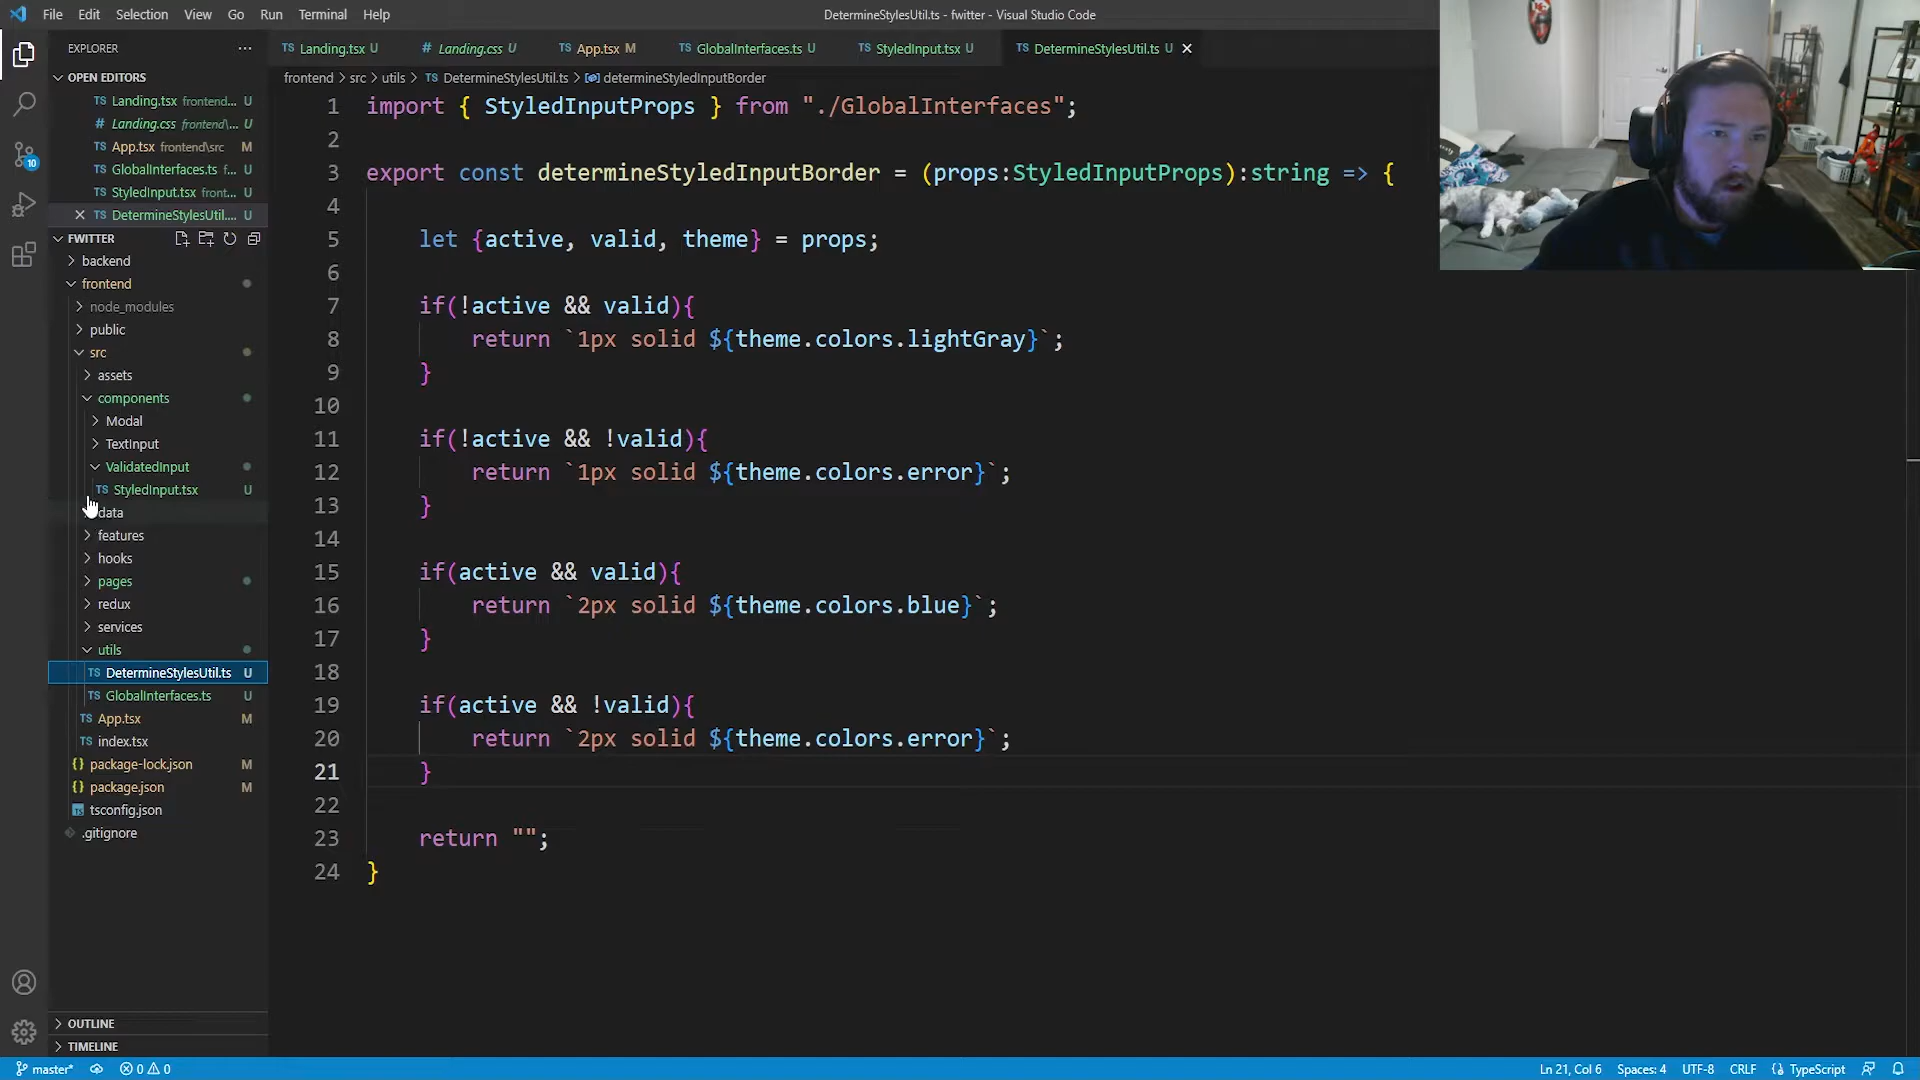 File Edit Selection View Go Run Terminal Help
DetermineStylesUtil.ts - fwitter - Visual Studio Code
EXPLORER
OPEN EDITORS
TS Landing.tsx frontend... U
# Landing.css frontend\... U
TS App.tsx frontend\src M
TS GlobalInterfaces.ts f... U
TS StyledInput.tsx front... U
TS DetermineStylesUtil.... U
FWITTER
backend
frontend
node_modules
public
src
assets
components
Modal
TextInput
ValidatedInput
TS StyledInput.tsx U
data
features
hooks
pages
redux
services
utils
TS DetermineStylesUtil.ts U
TS GlobalInterfaces.ts U
TS App.tsx M
TS index.tsx
{} package-lock.json M
{} package.json M
tsconfig.json
.gitignore
OUTLINE
TIMELINE
10
TS Landing.tsx U # Landing.css U TS App.tsx M TS GlobalInterfaces.ts U TS StyledInput.tsx U TS DetermineStylesUtil.ts U
frontend > src > utils > TS DetermineStylesUtil.ts > determineStyledInputBorder
1 import { StyledInputProps } from "./GlobalInterfaces";
2
3 export const determineStyledInputBorder = (props:StyledInputProps):string => {
4
5 let {active, valid, theme} = props;
6
7 if(!active && valid){
8 return `1px solid ${theme.colors.lightGray}`;
9 }
10
11 if(!active && !valid){
12 return `1px solid ${theme.colors.error}`;
13 }
14
15 if(active && valid){
16 return `2px solid ${theme.colors.blue}`;
17 }
18
19 if(active && !valid){
20 return `2px solid ${theme.colors.error}`;
21 }
22
23 return "";
24 }
master* 0 0 Ln 21, Col 6 Spaces: 4 UTF-8 CRLF {} TypeScript